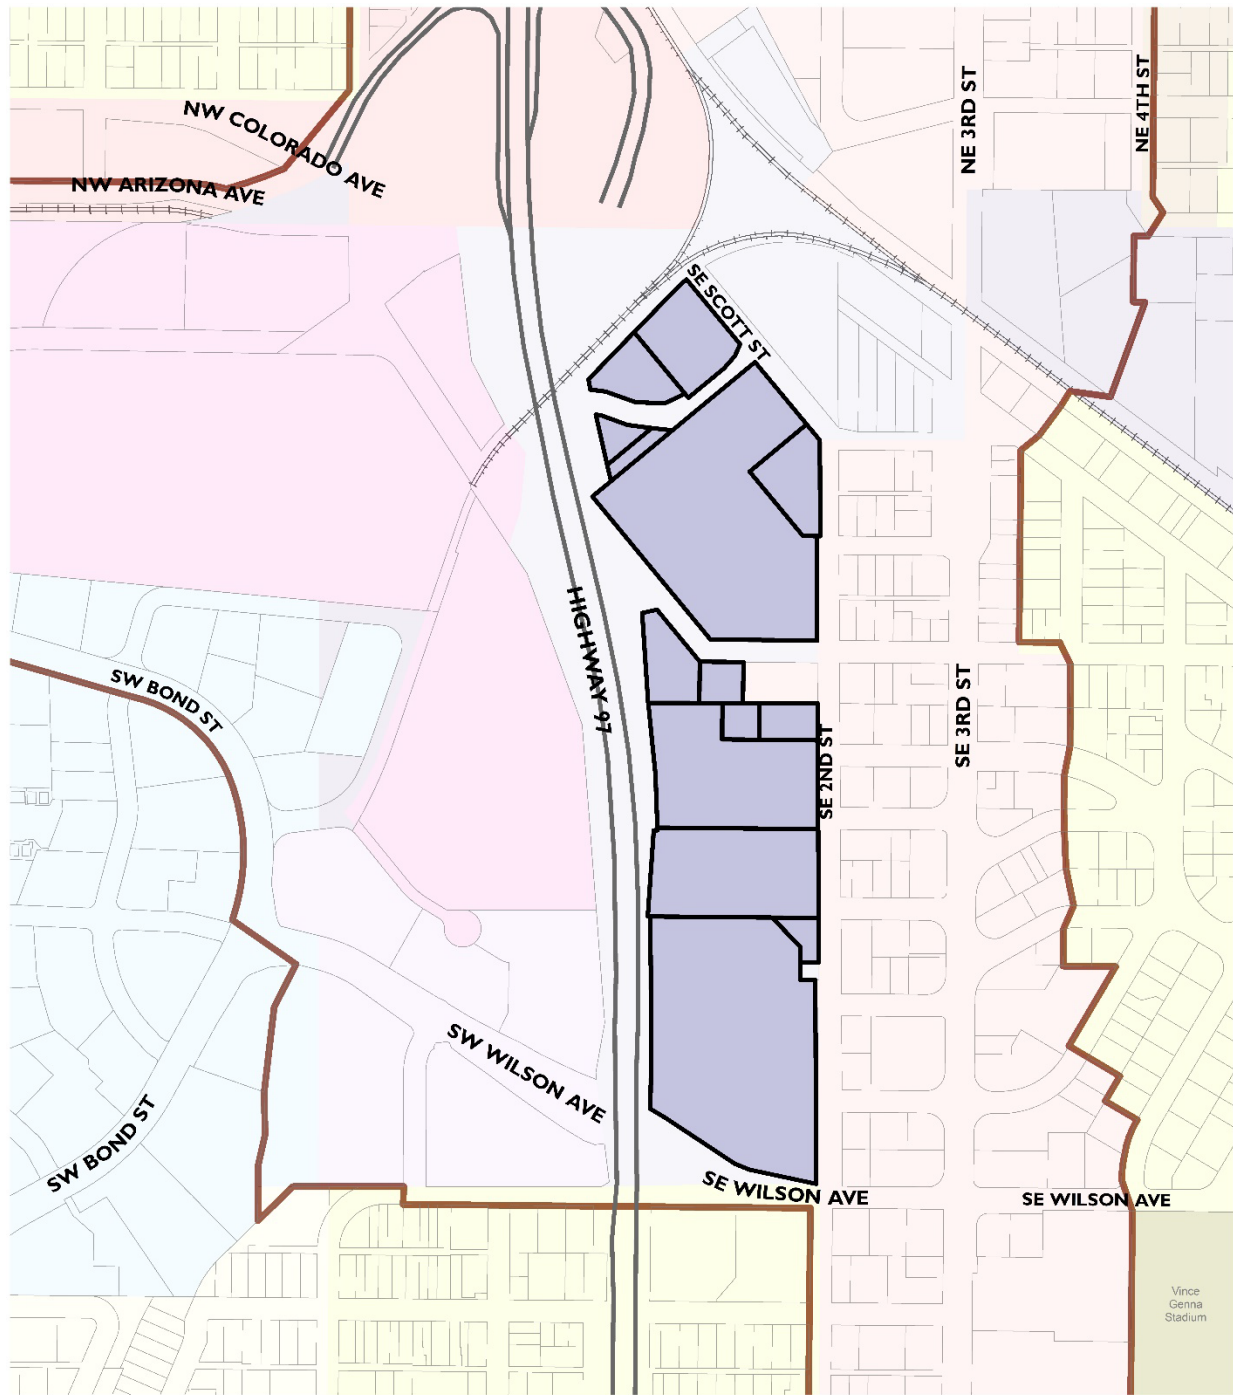 NW COLORADO AVE
NE 3RD ST
NE 4TH ST
NW ARIZONA AVE
SE SCOTT ST
HIGHWAY 97
SW BOND ST
SE 3RD ST
SE 2ND ST
SW WILSON AVE
SW BOND ST
SE WILSON AVE
SE WILSON AVE
Vince
Genna
Stadium